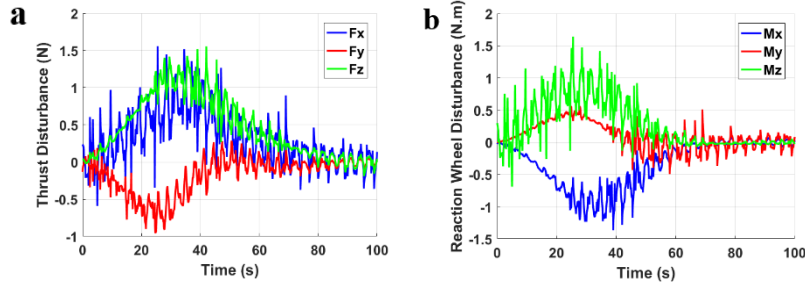 a
Thrust Disturbance (N)
2
1.5
1
0.5
0
-0.5
-1
0 20 40 60 80 100
Time (s)
Fx
Fy
Fz
b
Reaction Wheel Disturbance (N.m)
2
1.5
1
0.5
0
-0.5
-1
-1.5
0 20 40 60 80 100
Time (s)
Mx
My
Mz